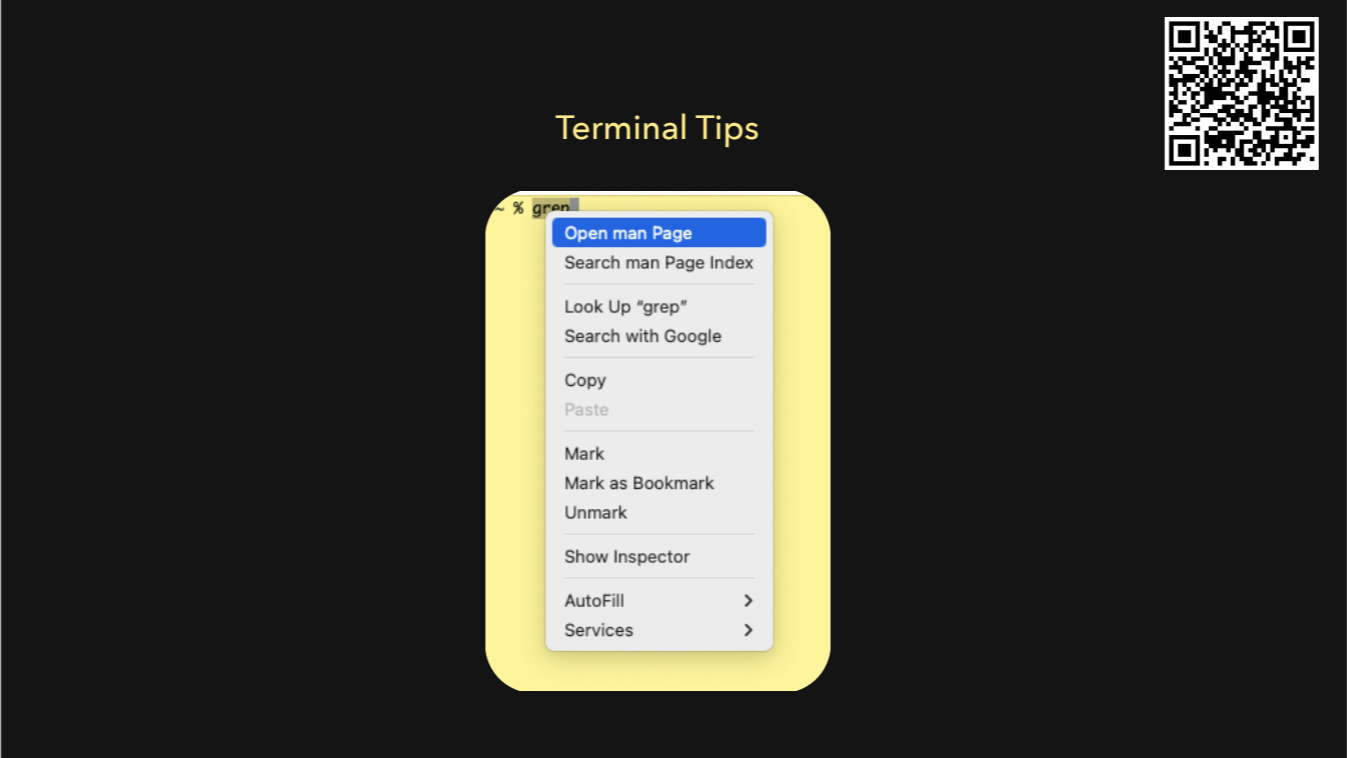 Terminal Tips
~ % grep
Open man Page
Search man Page Index
Look Up “grep”
Search with Google
Copy
Paste
Mark
Mark as Bookmark
Unmark
Show Inspector
AutoFill
Services